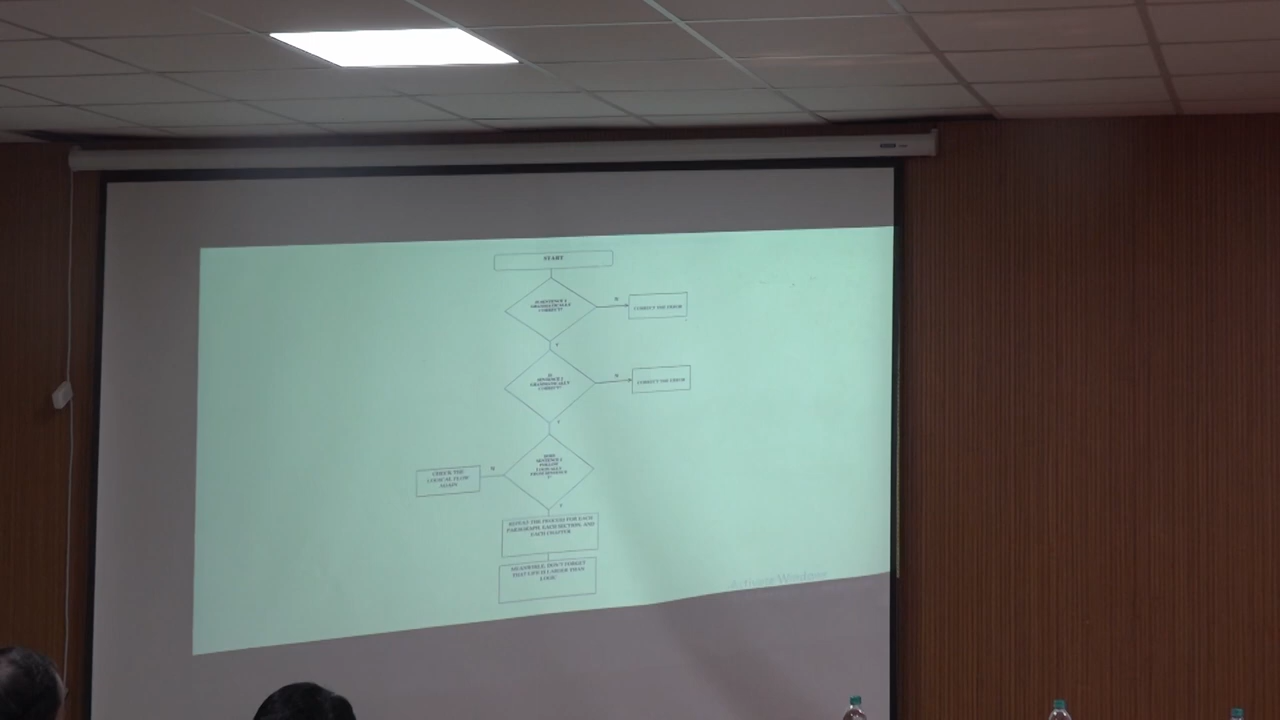 START
IS SENTENCE 1
GRAMMATICALLY
CORRECT?
N
CORRECT THE ERROR
Y
IS
SENTENCE 2
GRAMMATICALLY
CORRECT?
N
CORRECT THE ERROR
Y
DOES
SENTENCE 2
FOLLOW
LOGICALLY
FROM SENTENCE
1?
N
CHECK THE
LOGICAL FLOW
AGAIN
Y
REPEAT THE PROCESS FOR EACH
PARAGRAPH, EACH SECTION, AND
EACH CHAPTER
MEANWHILE, DON'T FORGET
THAT LIFE IS LARGER THAN
LOGIC
Activate Windows